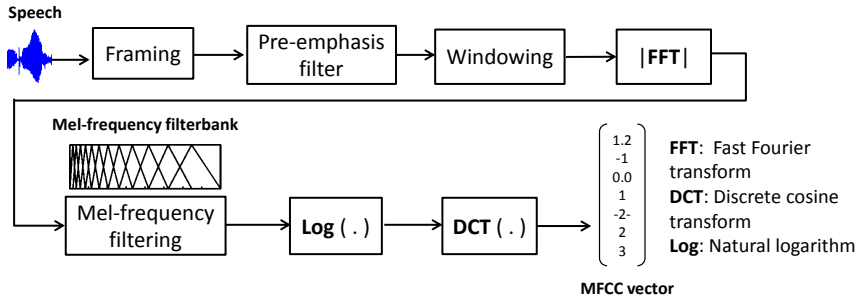 Speech
Framing
Pre-emphasis
filter
Windowing
|FFT|
Mel-frequency filterbank
Mel-frequency
filtering
Log ( . )
DCT ( . )
1.2
-1
0.0
1
-2-
2
3
MFCC vector
FFT: Fast Fourier
transform
DCT: Discrete cosine
transform
Log: Natural logarithm